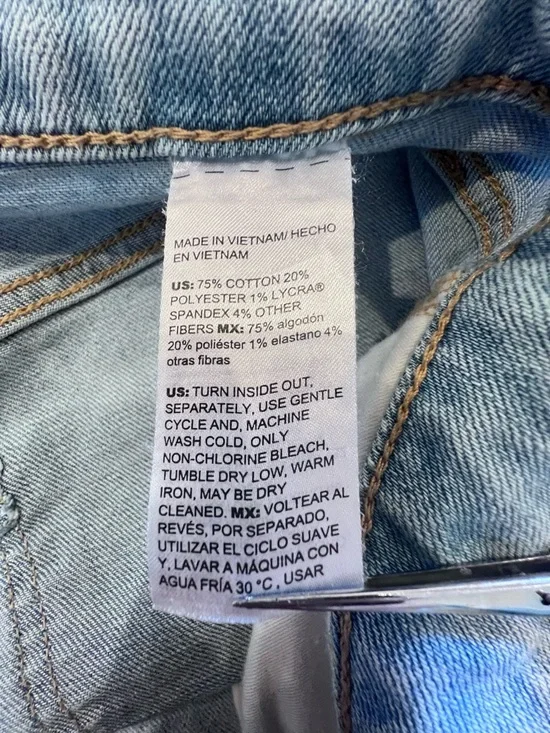 MADE IN VIETNAM/ HECHO
EN VIETNAM
US: 75% COTTON 20%
POLYESTER 1% LYCRA®
SPANDEX 4% OTHER
FIBERS MX: 75% algodón
20% poliéster 1% elastano 4%
otras fibras
US: TURN INSIDE OUT,
SEPARATELY, USE GENTLE
CYCLE AND, MACHINE
WASH COLD, ONLY
NON-CHLORINE BLEACH,
TUMBLE DRY LOW, WARM
IRON, MAY BE DRY
CLEANED. MX: VOLTEAR AL
REVÉS, POR SEPARADO,
UTILIZAR EL CICLO SUAVE
Y, LAVAR A MÁQUINA CON
AGUA FRÍA 30 °C , USAR